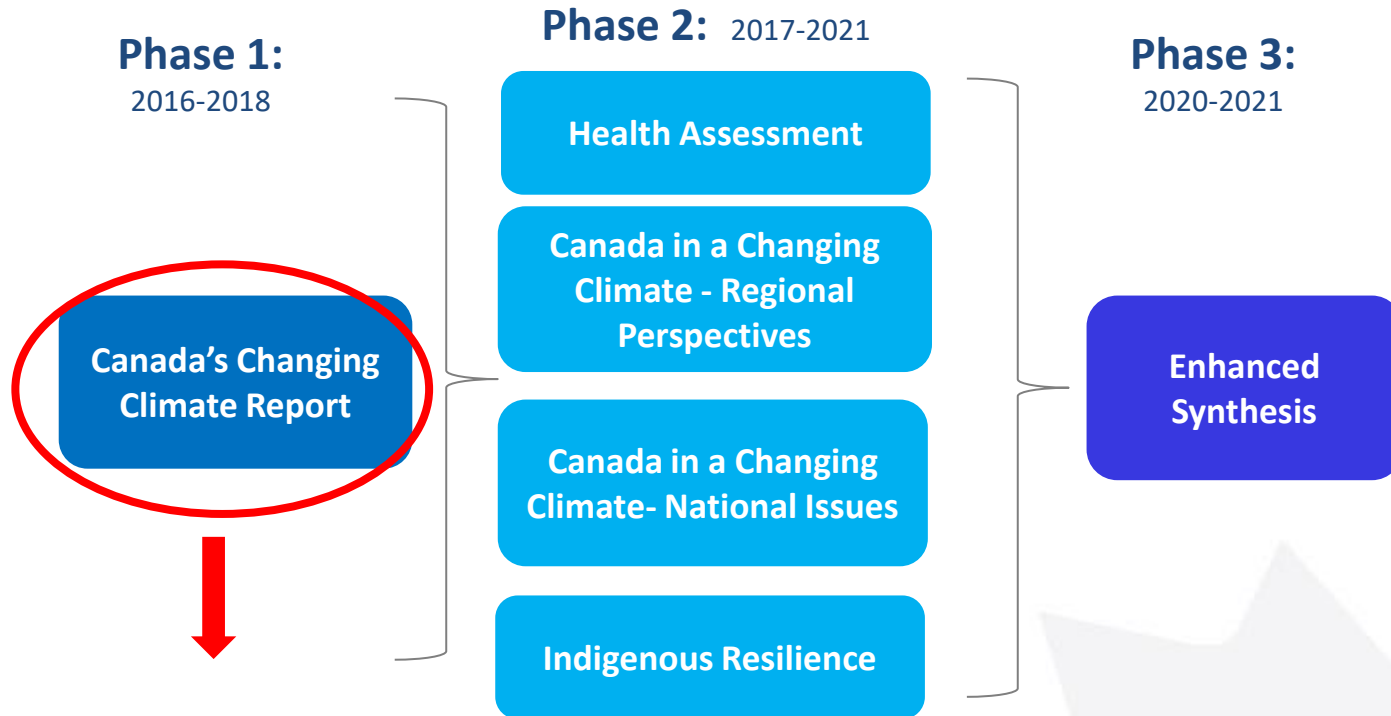 Phase 1:
2016-2018
Canada’s Changing
Climate Report
Phase 2: 2017-2021
Health Assessment
Canada in a Changing
Climate - Regional
Perspectives
Canada in a Changing
Climate- National Issues
Indigenous Resilience
Phase 3:
2020-2021
Enhanced
Synthesis